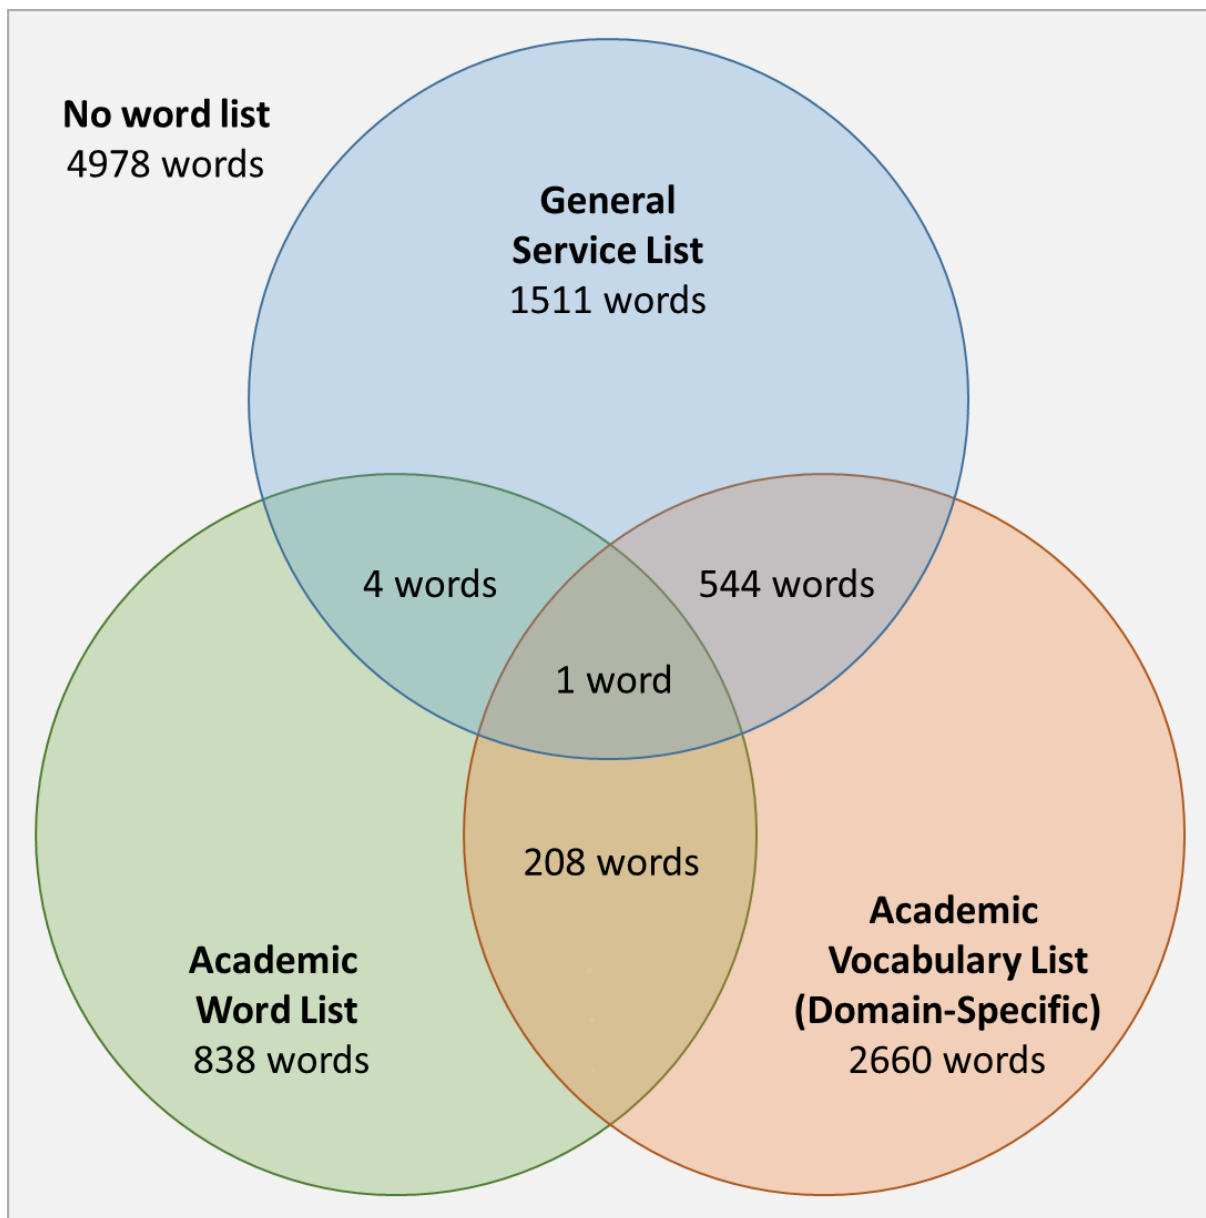 No word list
4978 words
General
Service List
1511 words
4 words
544 words
1 word
208 words
Academic
Word List
838 words
Academic
Vocabulary List
(Domain-Specific)
2660 words